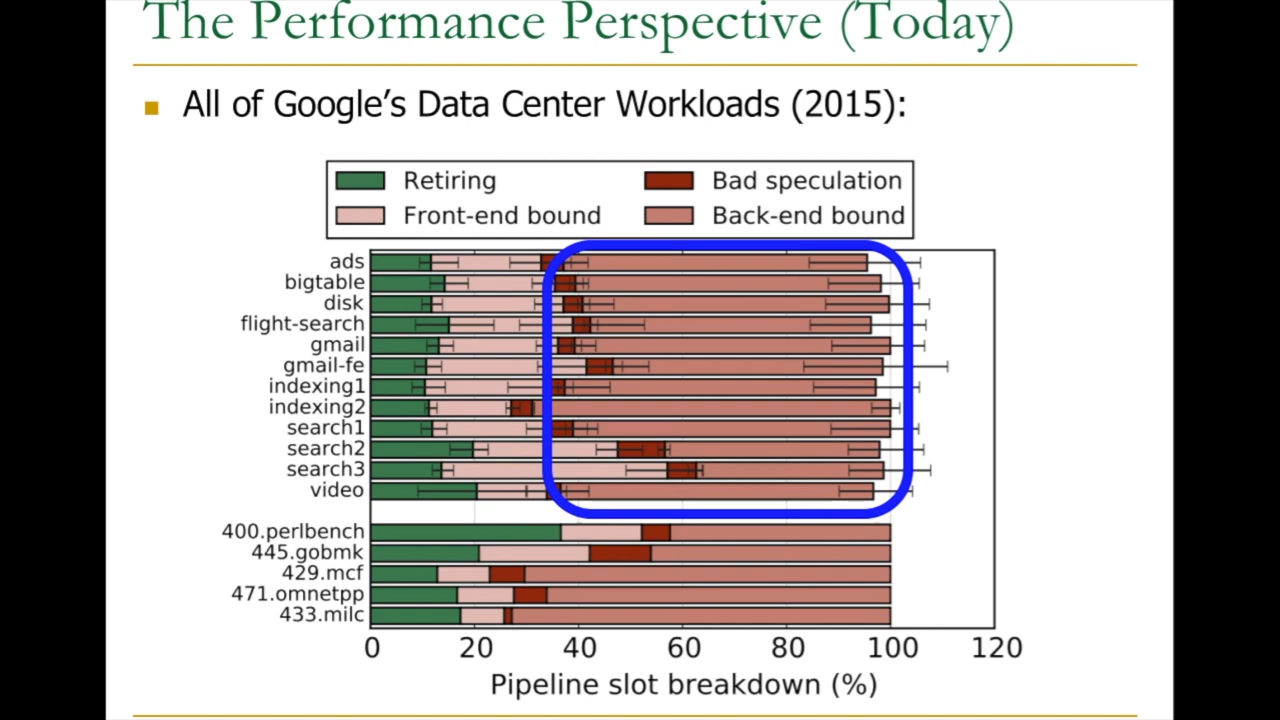 The Performance Perspective (Today)
All of Google's Data Center Workloads (2015):
Retiring
Bad speculation
Front-end bound
Back-end bound
ads
bigtable
disk
flight-search
gmail
gmail-fe
indexing1
indexing2
search1
search2
search3
video
400.perlbench
445.gobmk
429.mcf
471.omnetpp
433.milc
0 20 40 60 80 100 120
Pipeline slot breakdown (%)